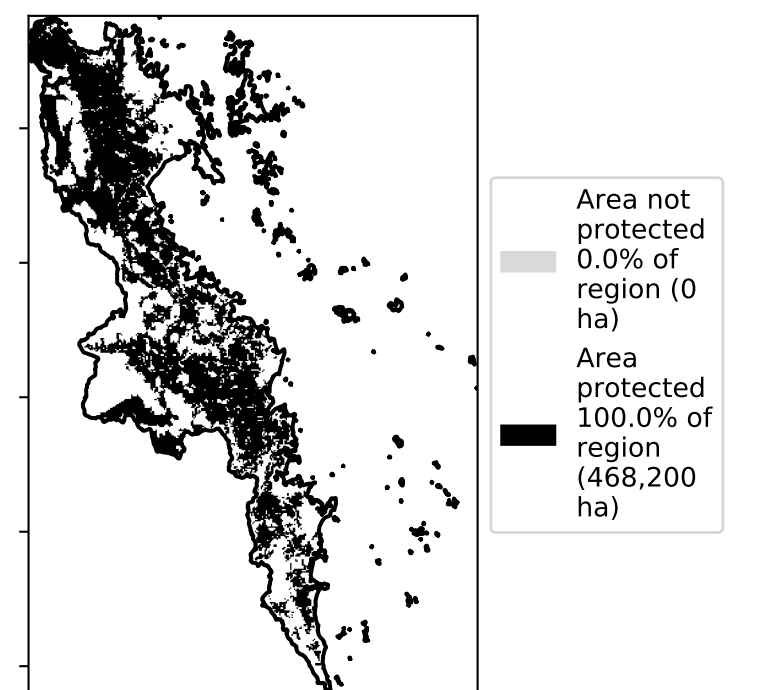 Area not
protected
0.0% of
region (0
ha)
Area
protected
100.0% of
region
(468,200
ha)